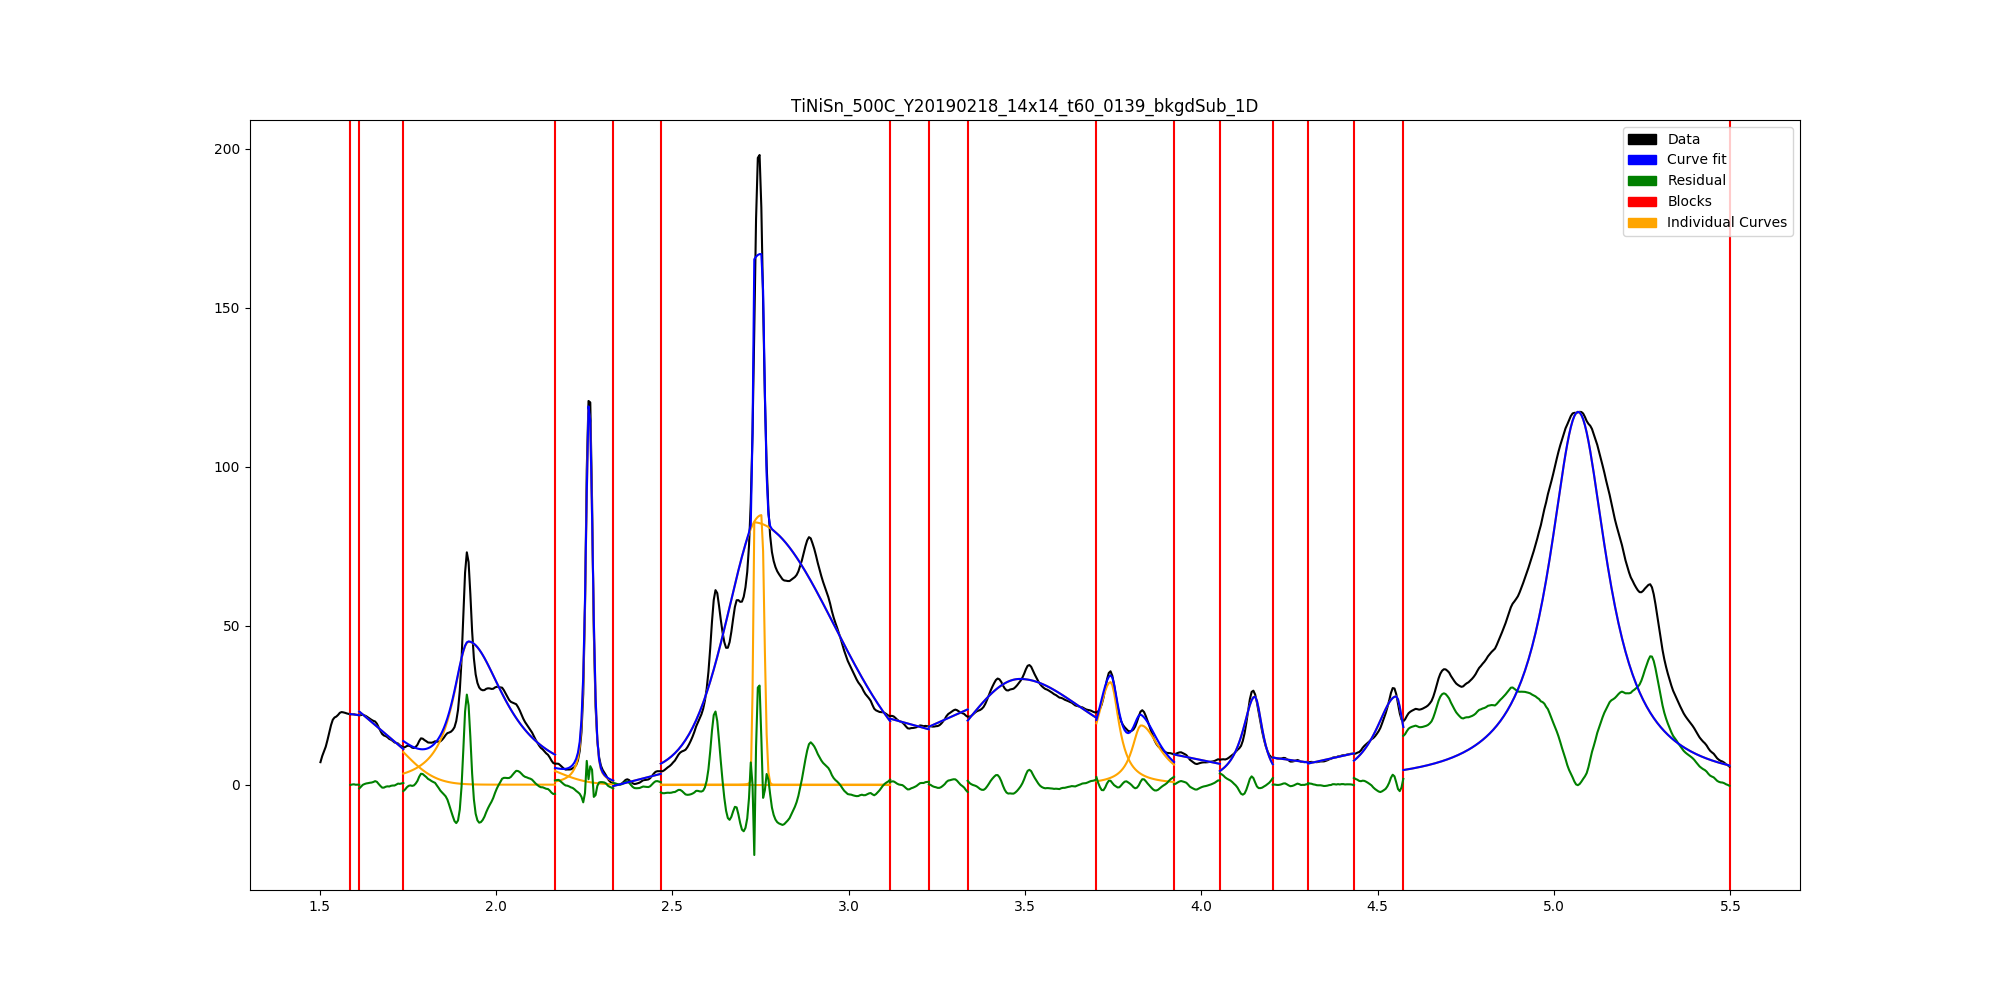 TiNiSn_500C_Y20190218_14x14_t60_0139_bkgdSub_1D
Data
Curve fit
Residual
Blocks
Individual Curves
200
150
100
50
0
1.5 2.0 2.5 3.0 3.5 4.0 4.5 5.0 5.5